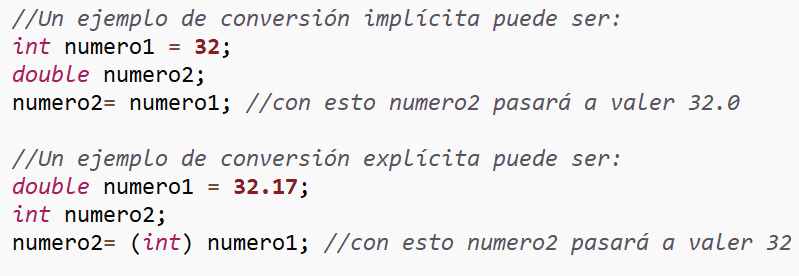 //Un ejemplo de conversión implícita puede ser:
int numero1 = 32;
double numero2;
numero2= numero1; //con esto numero2 pasará a valer 32.0
//Un ejemplo de conversión explícita puede ser:
double numero1 = 32.17;
int numero2;
numero2= (int) numero1; //con esto numero2 pasará a valer 32